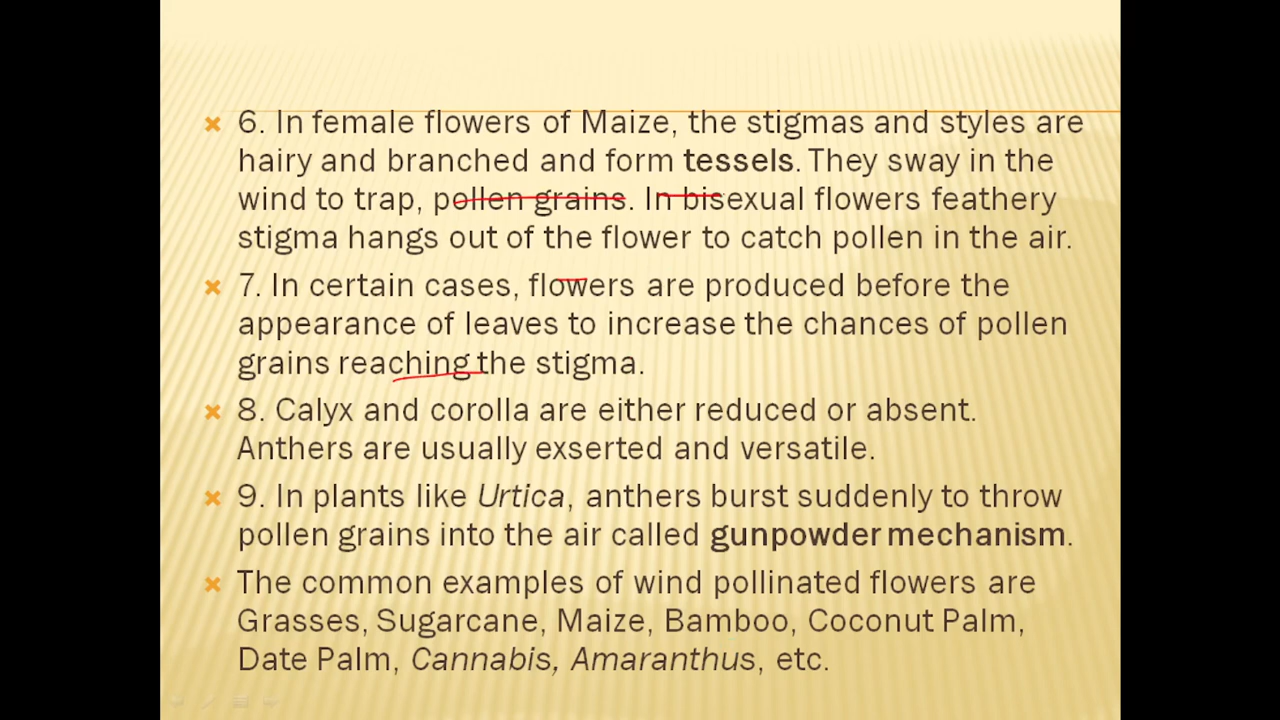 6. In female flowers of Maize, the stigmas and styles are
hairy and branched and form tessels. They sway in the
wind to trap, pollen grains. In bisexual flowers feathery
stigma hangs out of the flower to catch pollen in the air.
7. In certain cases, flowers are produced before the
appearance of leaves to increase the chances of pollen
grains reaching the stigma.
8. Calyx and corolla are either reduced or absent.
Anthers are usually exserted and versatile.
9. In plants like Urtica, anthers burst suddenly to throw
pollen grains into the air called gunpowder mechanism.
The common examples of wind pollinated flowers are
Grasses, Sugarcane, Maize, Bamboo, Coconut Palm,
Date Palm, Cannabis, Amaranthus, etc.